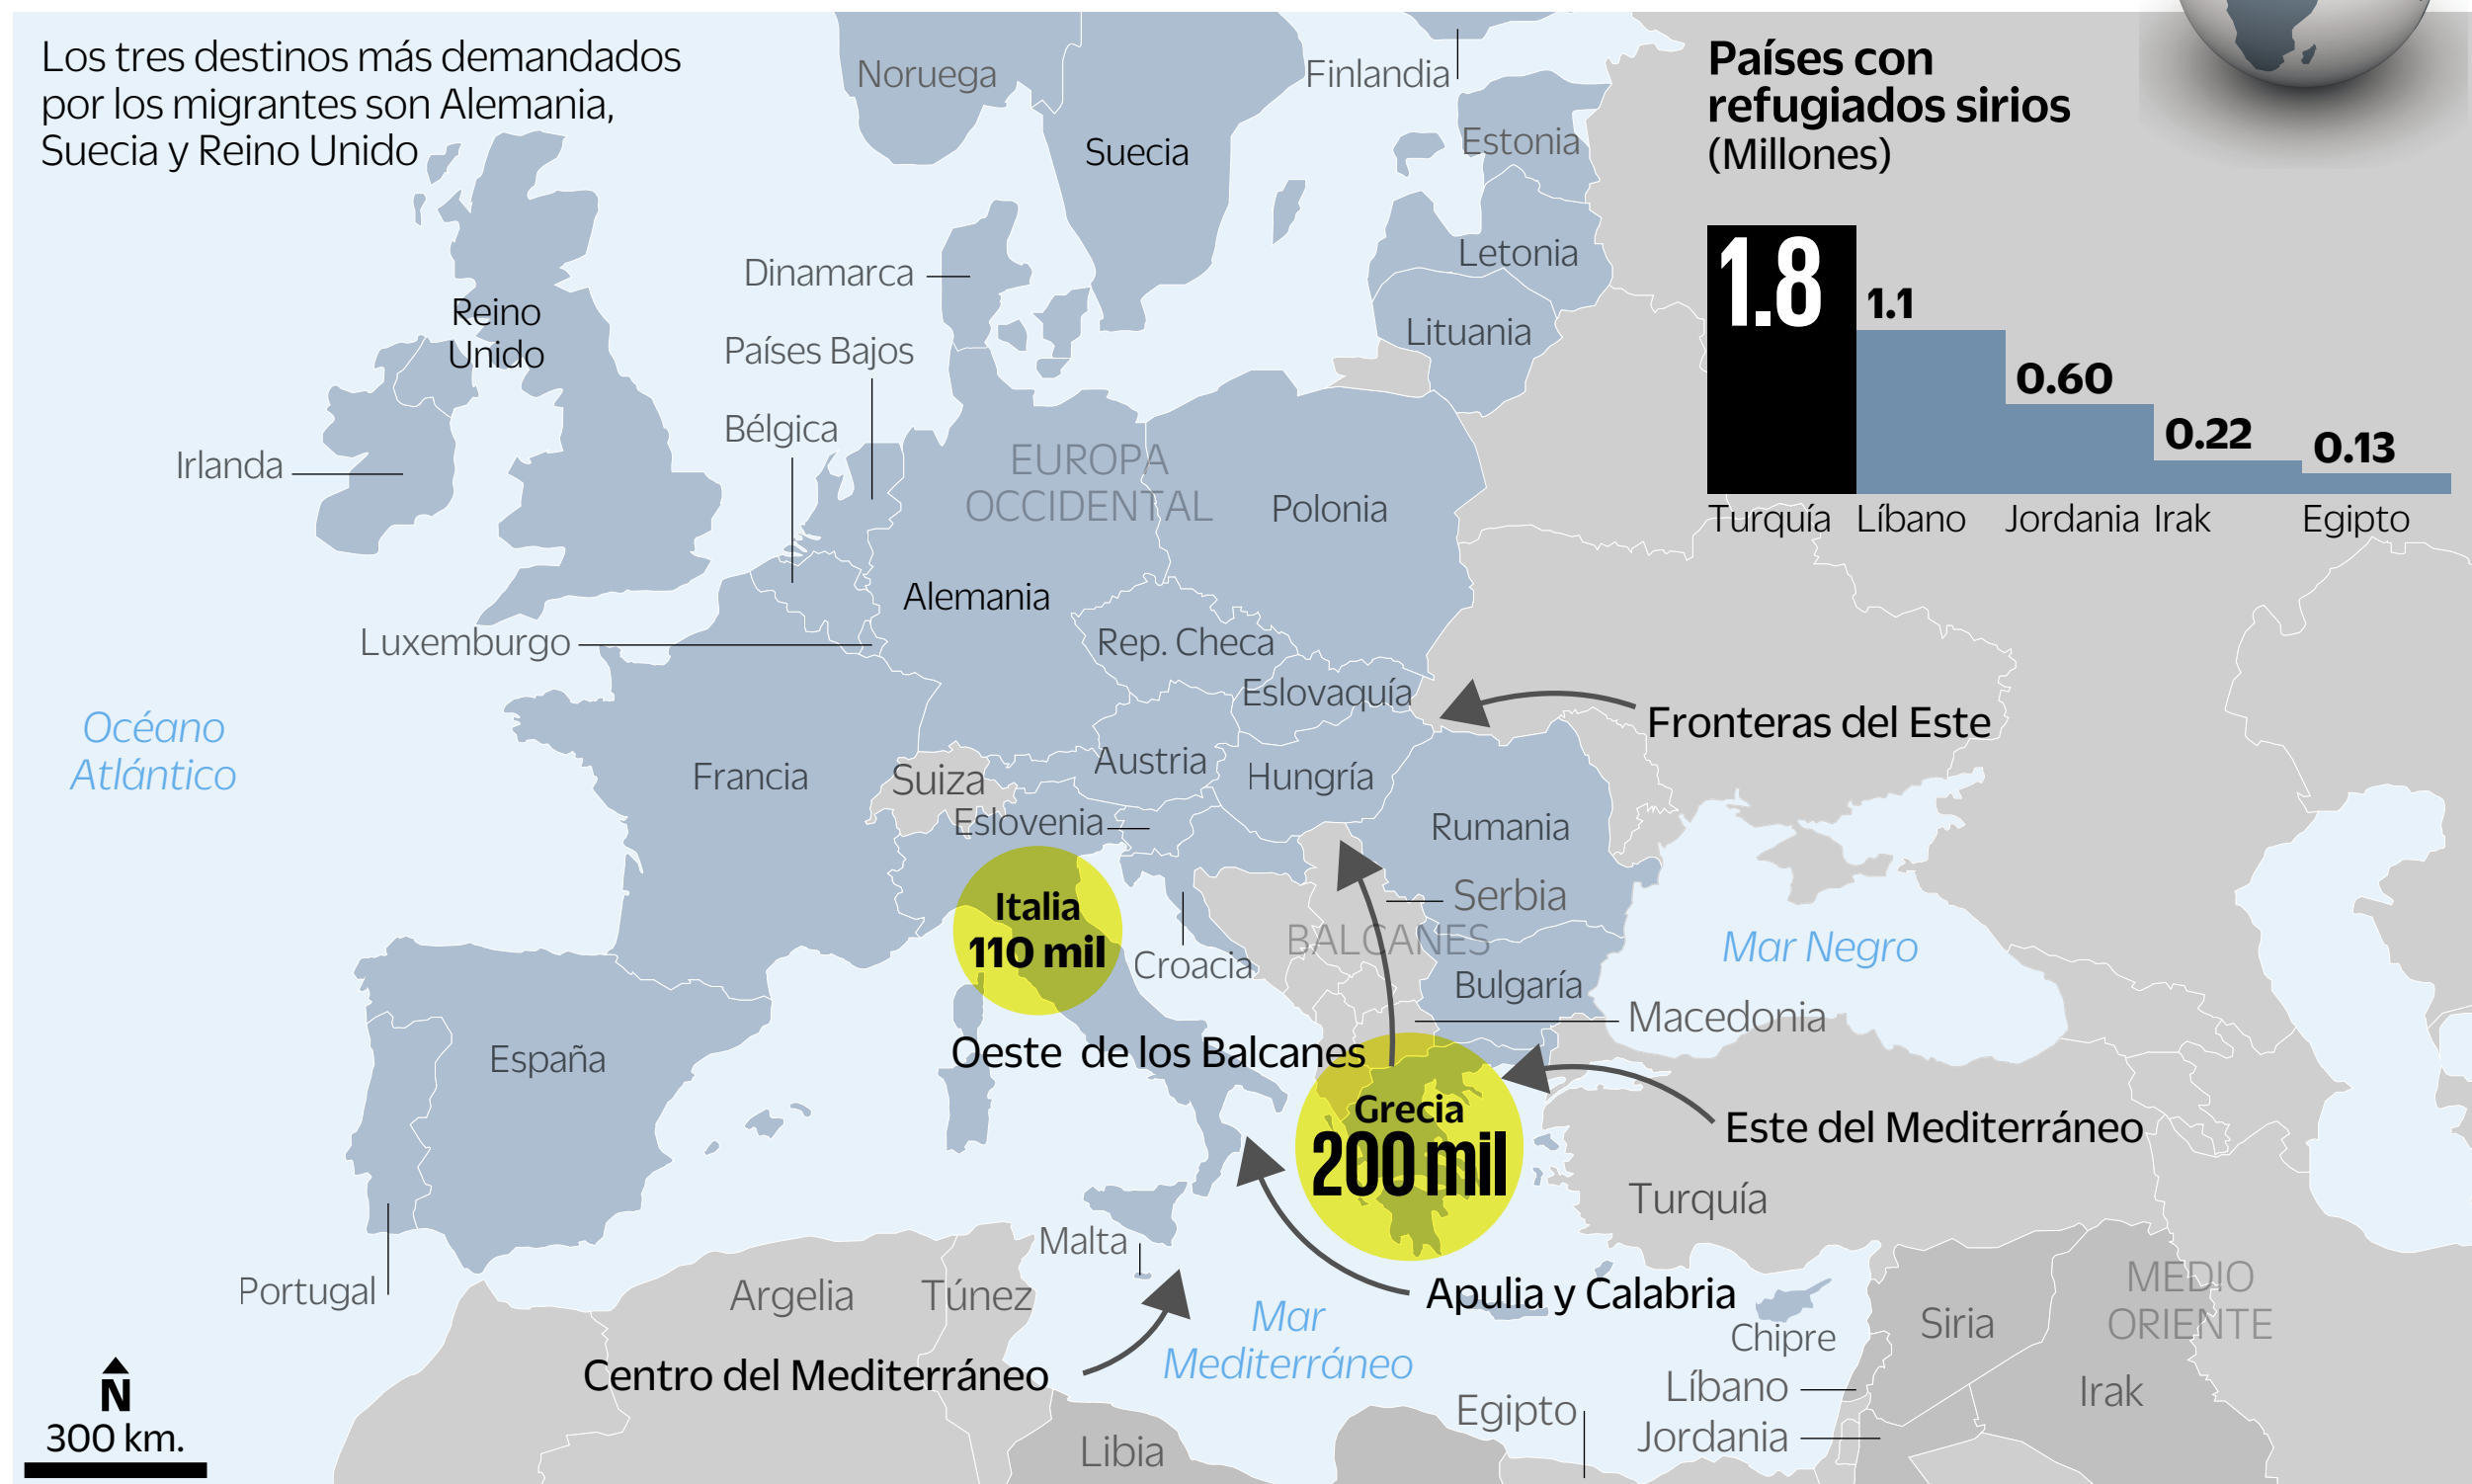 Los tres destinos más demandados
por los migrantes son Alemania,
Suecia y Reino Unido
Países con
refugiados sirios
(Millones)
1.8
1.1
0.60
0.22
0.13
Turquía
Líbano
Jordania
Irak
Egipto
Noruega
Finlandia
Suecia
Estonia
Letonia
Lituania
Dinamarca
Países Bajos
Bélgica
Reino
Unido
Irlanda
EUROPA
OCCIDENTAL
Polonia
Alemania
Luxemburgo
Rep. Checa
Eslovaquía
Fronteras del Este
Océano
Atlántico
Francia
Suiza
Austria
Hungría
Eslovenia
Rumania
Serbia
BALCANES
Italia
110 mil
Croacia
Bulgaría
Mar Negro
Macedonia
España
Oeste de los Balcanes
Grecia
200 mil
Este del Mediterráneo
Turquía
Portugal
Malta
Argelia
Túnez
Apulia y Calabria
Mar
Mediterráneo
Centro del Mediterráneo
Chipre
Siria
MEDIO
ORIENTE
Líbano
Irak
Egipto
Jordania
Libia
N
300 km.